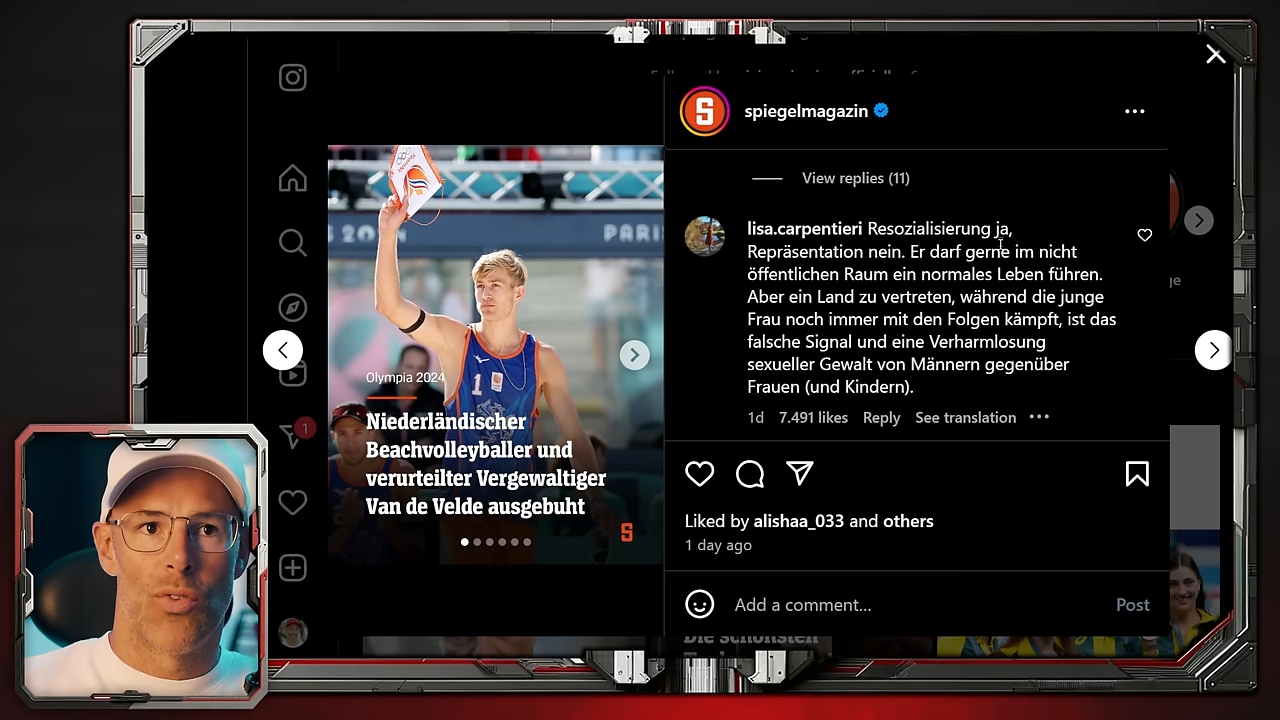 spiegelmagazin
View replies (11)
lisa.carpentieri Resozialisierung ja,
Repräsentation nein. Er darf gerne im nicht
öffentlichen Raum ein normales Leben führen.
Aber ein Land zu vertreten, während die junge
Frau noch immer mit den Folgen kämpft, ist das
falsche Signal und eine Verharmlosung
sexueller Gewalt von Männern gegenüber
Frauen (und Kindern).
1d 7.491 likes Reply See translation
PARI
1
Olympia 2024
Niederländischer
Beachvolleyballer und
verurteilter Vergewaltiger
Van de Velde ausgebuht
S
1
Liked by alishaa_033 and others
1 day ago
Add a comment...
Post